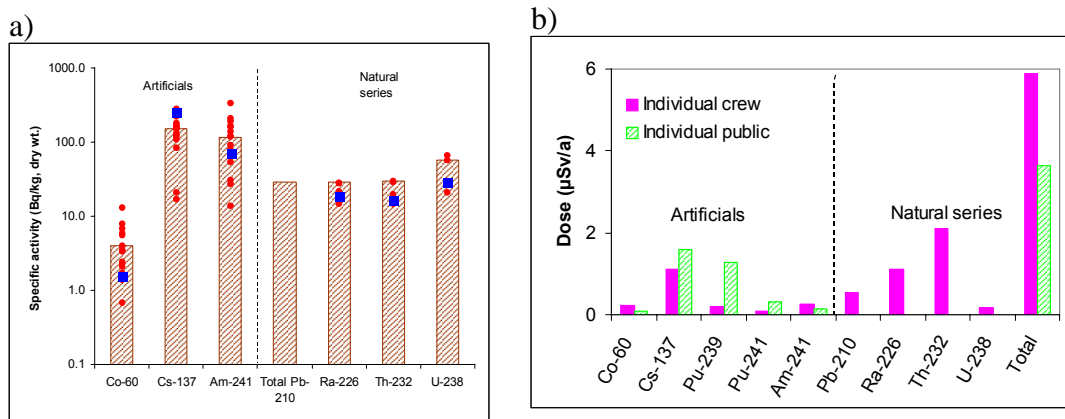 a)
Specific activity (Bq/kg, dry wt.)
1000.0
100.0
10.0
1.0
0.1
Artificials
Natural
series
Co-60 Cs-137 Am-241 Total Pb-
210 Ra-226 Th-232 U-238
b)
Dose (µSv/a)
6
4
2
0
Individual crew
Individual public
Artificials
Natural series
Co-60
Cs-137
Pu-239
Pu-241
Am-241
Pb-210
Ra-226
Th-232
U-238
Total